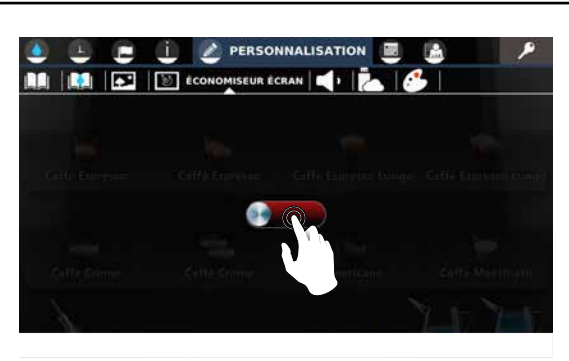 PERSONNALISATION
ÉCONOMISEUR ÉCRAN
Caffè Espresso Caffè Espresso Caffè Espresso Lungo Caffè Espresso Lungo
Caffè Crème Caffè Crème Americano Caffè Macchiato